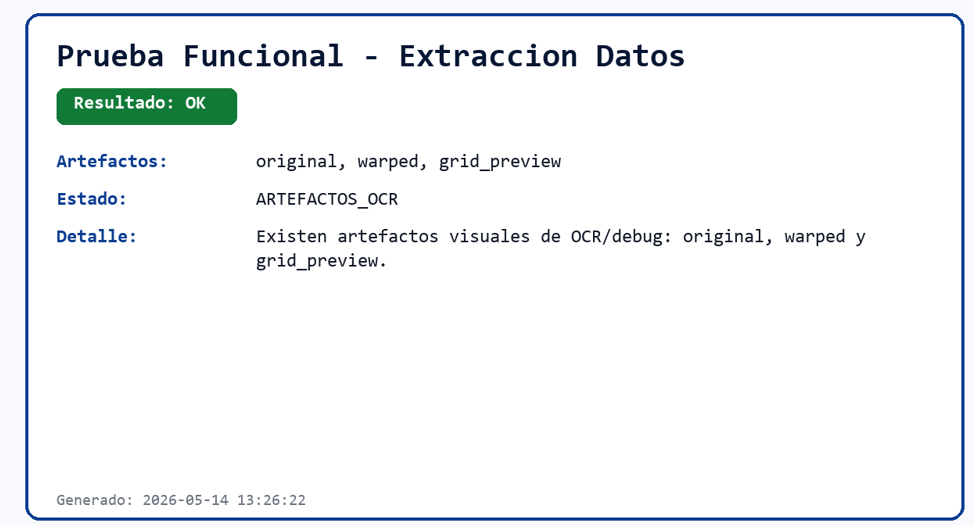 Prueba Funcional - Extraccion Datos
Resultado: OK
Artefactos: original, warped, grid_preview
Estado: ARTEFACTOS_OCR
Detalle: Existen artefactos visuales de OCR/debug: original, warped y
grid_preview.
Generado: 2026-05-14 13:26:22